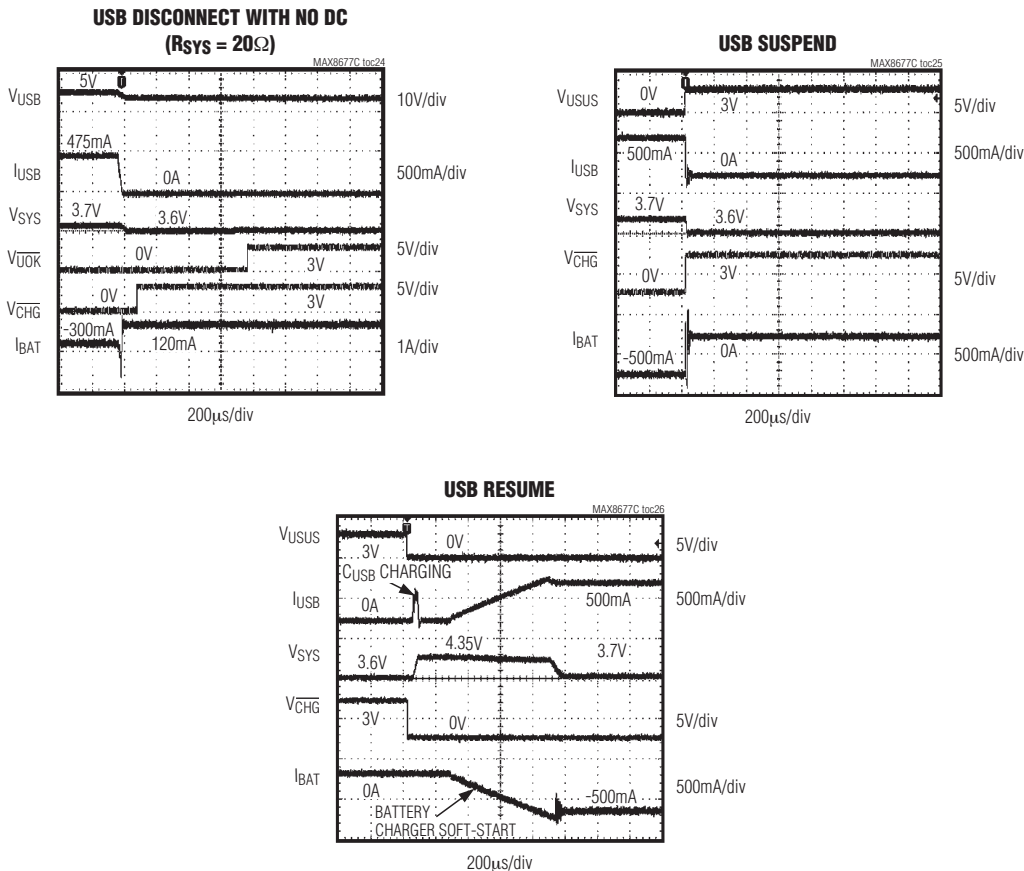 USB DISCONNECT WITH NO DC
(RSYS = 20Ω)
MAX8677C toc24
VUSB
5V
10V/div
475mA
IUSB
0A
500mA/div
VSYS
3.7V
3.6V
VUOK
0V
3V
5V/div
VCHG
0V
3V
5V/div
-300mA
IBAT
120mA
1A/div
200µs/div
USB SUSPEND
MAX8677C toc25
VUSUS
0V
3V
5V/div
500mA
IUSB
0A
500mA/div
VSYS
3.7V
3.6V
VCHG
0V
3V
5V/div
IBAT
-500mA
0A
500mA/div
200µs/div
USB RESUME
MAX8677C toc26
VUSUS
3V
0V
5V/div
CUSB CHARGING
IUSB
0A
500mA
500mA/div
VSYS
3.6V
4.35V
3.7V
VCHG
3V
0V
5V/div
IBAT
0A
-500mA
500mA/div
BATTERY
CHARGER SOFT-START
200µs/div